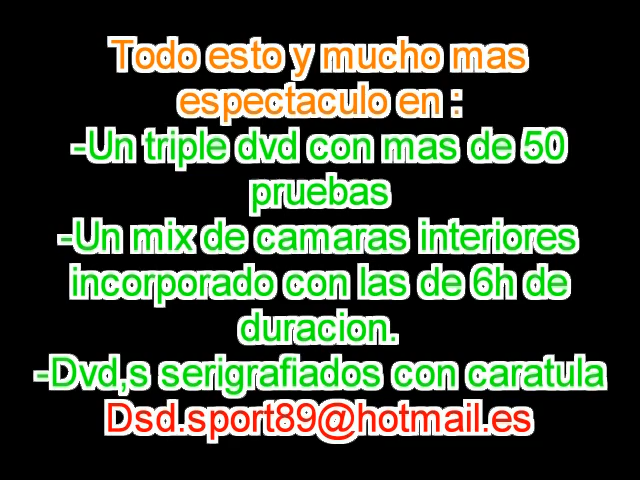 Todo esto y mucho mas
espectaculo en :
-Un triple dvd con mas de 50
pruebas
-Un mix de camaras interiores
incorporado con las de 6h de
duracion.
-Dvd,s serigrafiados con caratula
Dsd.sport89@hotmail.es